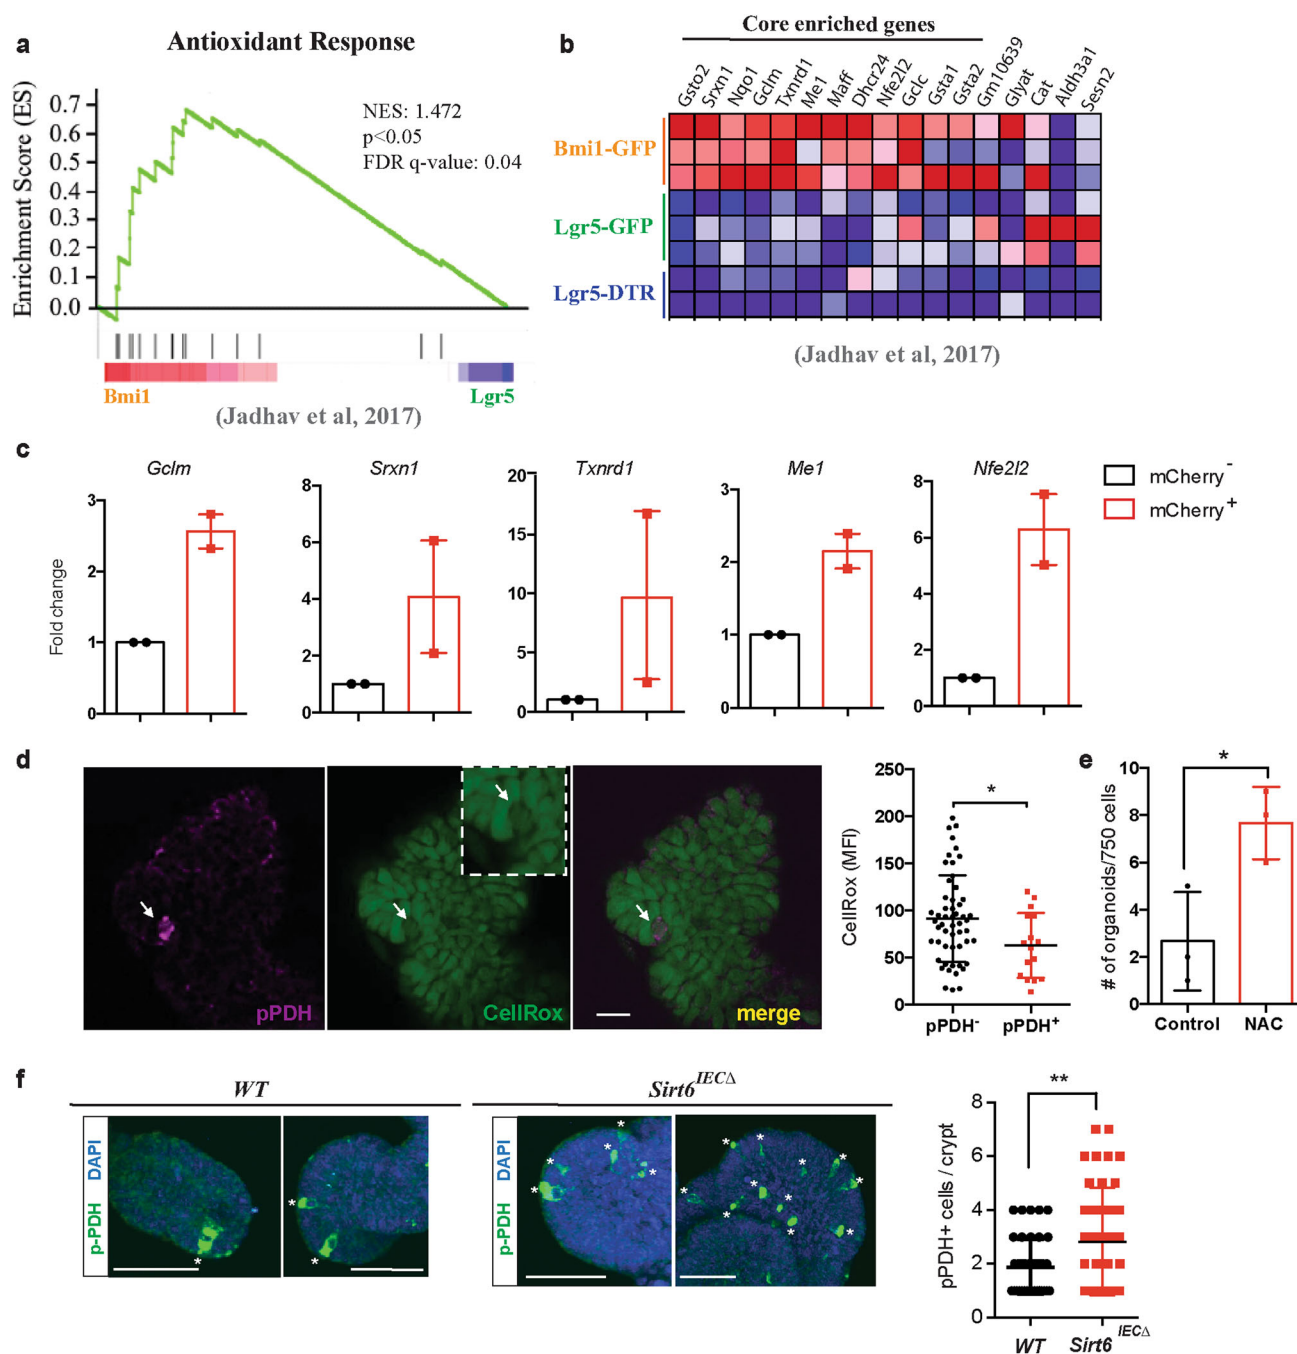 a
Antioxidant Response
Enrichment Score (ES)
0.7
0.6
0.5
0.4
0.3
0.2
0.1
0.0
NES: 1.472
p<0.05
FDR q-value: 0.04
Bmi1
Lgr5
(Jadhav et al, 2017)
b
Core enriched genes
Gsto2
Srxn1
Nqo1
Gclm
Txnrd1
Me1
Maff
Dhcr24
Nfe2l2
Gclc
Gsta1
Gsta2
Gm10639
Glyat
Cat
Aldh3a1
Sesn2
Bmi1-GFP
Lgr5-GFP
Lgr5-DTR
(Jadhav et al, 2017)
c
Fold change
Gclm
3
2
1
0
Srxn1
8
6
4
2
0
Txnrd1
20
15
10
5
0
Me1
3
2
1
0
Nfe2l2
8
6
4
2
0
mCherry-
mCherry+
d
pPDH
CellRox
merge
CellRox (MFI)
250
200
150
100
50
0
*
pPDH-
pPDH+
e
# of organoids/750 cells
10
8
6
4
2
0
*
Control
NAC
f
WT
Sirt6 IECΔ
p-PDH DAPI
p-PDH DAPI
pPDH+ cells / crypt
8
6
4
2
0
**
WT
Sirt6 IECΔ